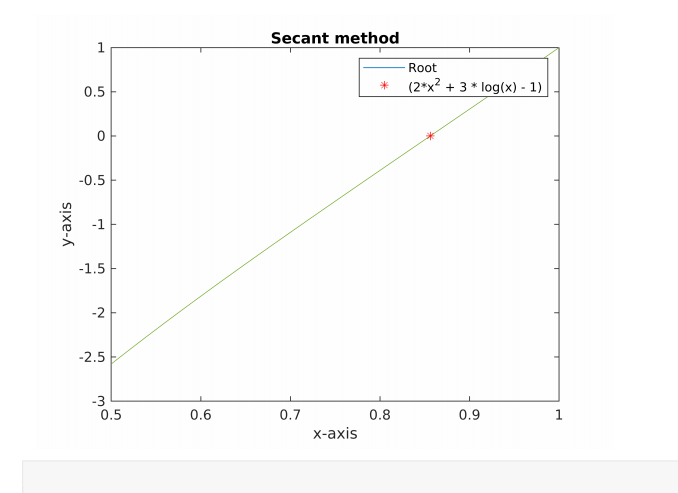 Secant method
1
Root
(2*x² + 3 * log(x) - 1)
0.5
0
-0.5
-1
-1.5
-2
-2.5
-3
y-axis
0.5 0.6 0.7 0.8 0.9 1
x-axis